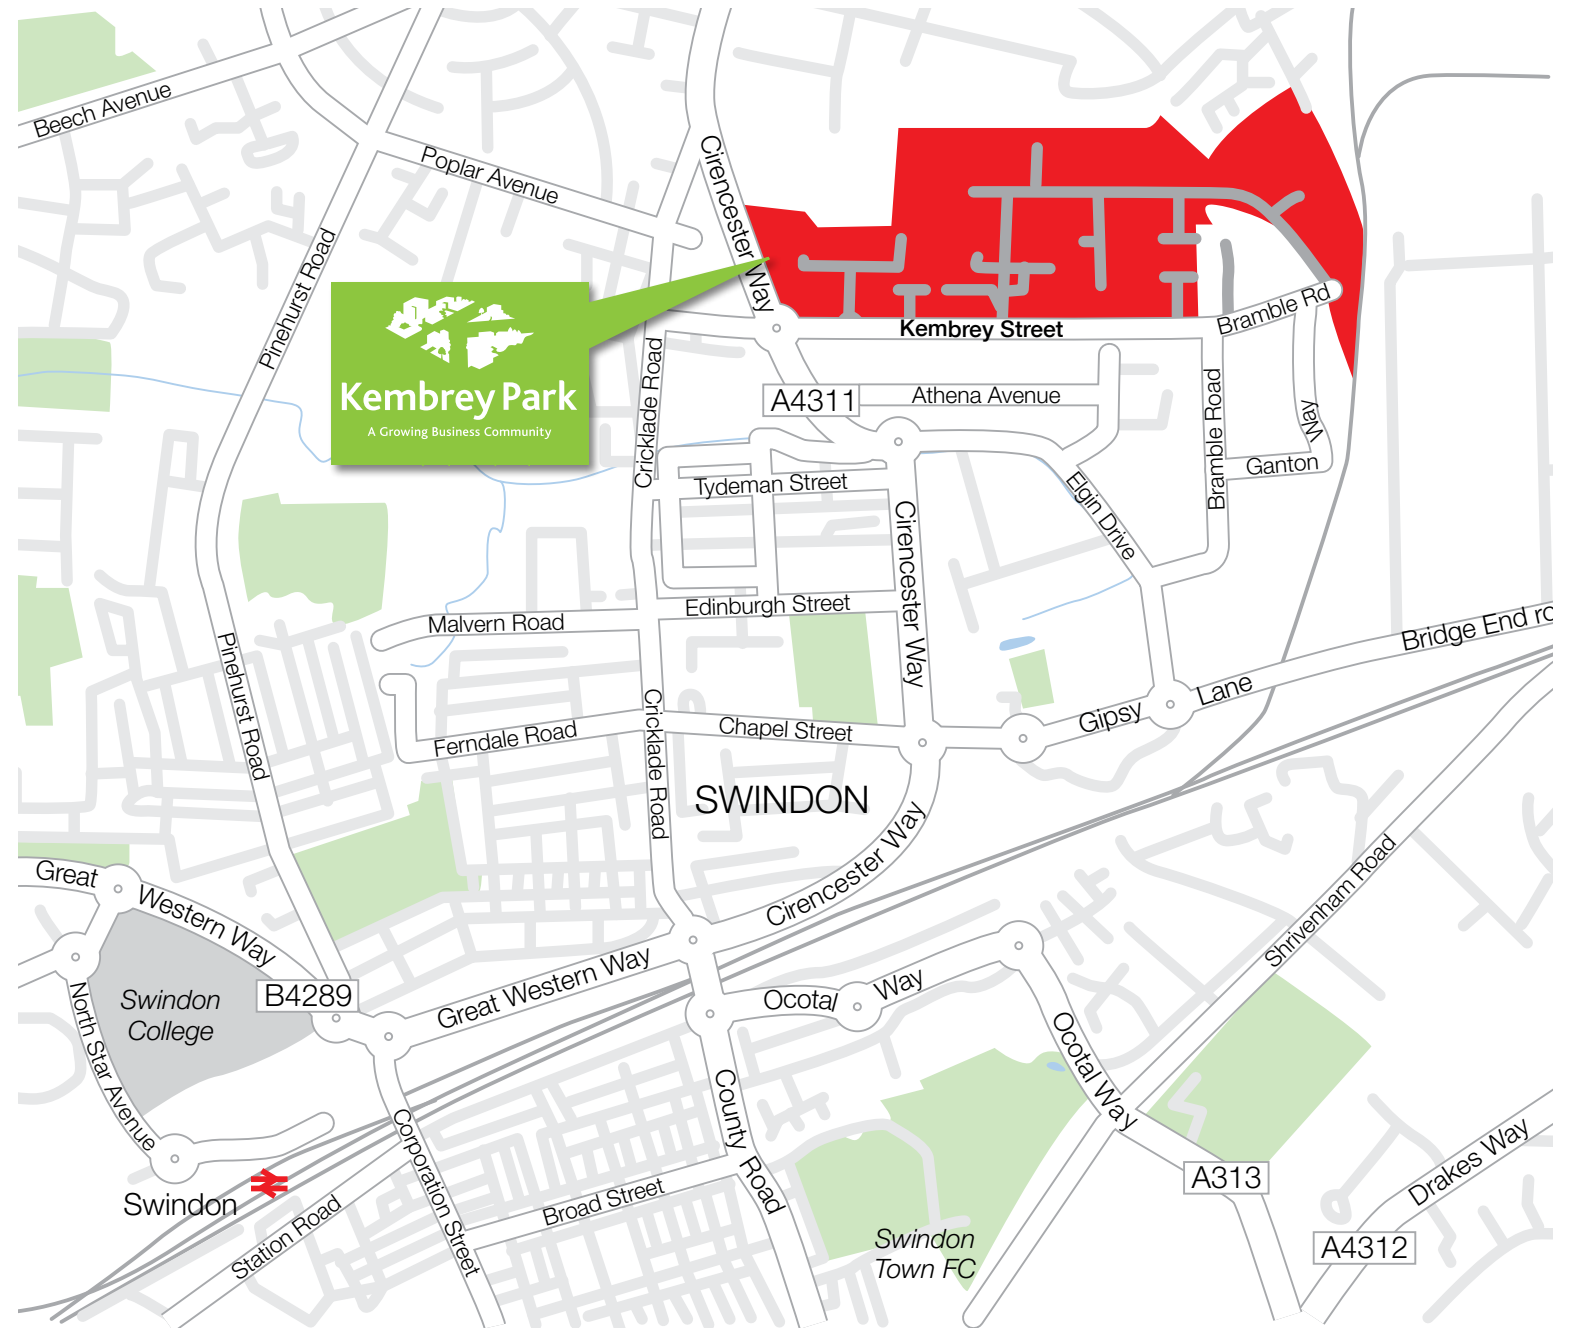 Beech Avenue
Poplar Avenue
Cirencester Way
Pinehurst Road
Kembrey Park
A Growing Business Community
Kembrey Street
Bramble Rd
Cricklade Road
A4311
Athena Avenue
Bramble Road
Way
Ganton
Tydeman Street
Elgin Drive
Cirencester Way
Edinburgh Street
Malvern Road
Bridge End ro
Pinehurst Road
Cricklade Road
Gipsy
Lane
Ferndale Road
Chapel Street
SWINDON
Cirencester Way
Shrivenham Road
Great
Western Way
B4289
Great Western Way
Swindon
College
North Star Avenue
Ocotal
Way
Ocotal Way
County Road
Corporation Street
Swindon
Station Road
Broad Street
A313
Drakes Way
Swindon
Town FC
A4312